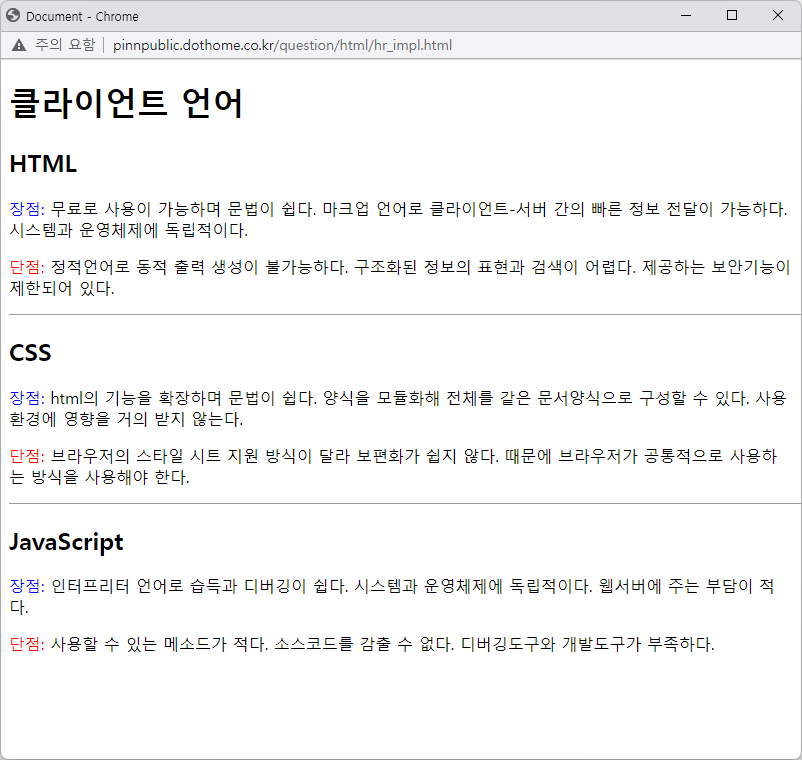 Document - Chrome
주의 요함 | pinnpublic.dothome.co.kr/question/html/hr_impl.html
클라이언트 언어
HTML
장점: 무료로 사용이 가능하며 문법이 쉽다. 마크업 언어로 클라이언트-서버 간의 빠른 정보 전달이 가능하다.
시스템과 운영체제에 독립적이다.
단점: 정적언어로 동적 출력 생성이 불가능하다. 구조화된 정보의 표현과 검색이 어렵다. 제공하는 보안기능이
제한되어 있다.
CSS
장점: html의 기능을 확장하며 문법이 쉽다. 양식을 모듈화해 전체를 같은 문서양식으로 구성할 수 있다. 사용
환경에 영향을 거의 받지 않는다.
단점: 브라우저의 스타일 시트 지원 방식이 달라 보편화가 쉽지 않다. 때문에 브라우저가 공통적으로 사용하
는 방식을 사용해야 한다.
JavaScript
장점: 인터프리터 언어로 습득과 디버깅이 쉽다. 시스템과 운영체제에 독립적이다. 웹서버에 주는 부담이 적
다.
단점: 사용할 수 있는 메소드가 적다. 소스코드를 감출 수 없다. 디버깅도구와 개발도구가 부족하다.